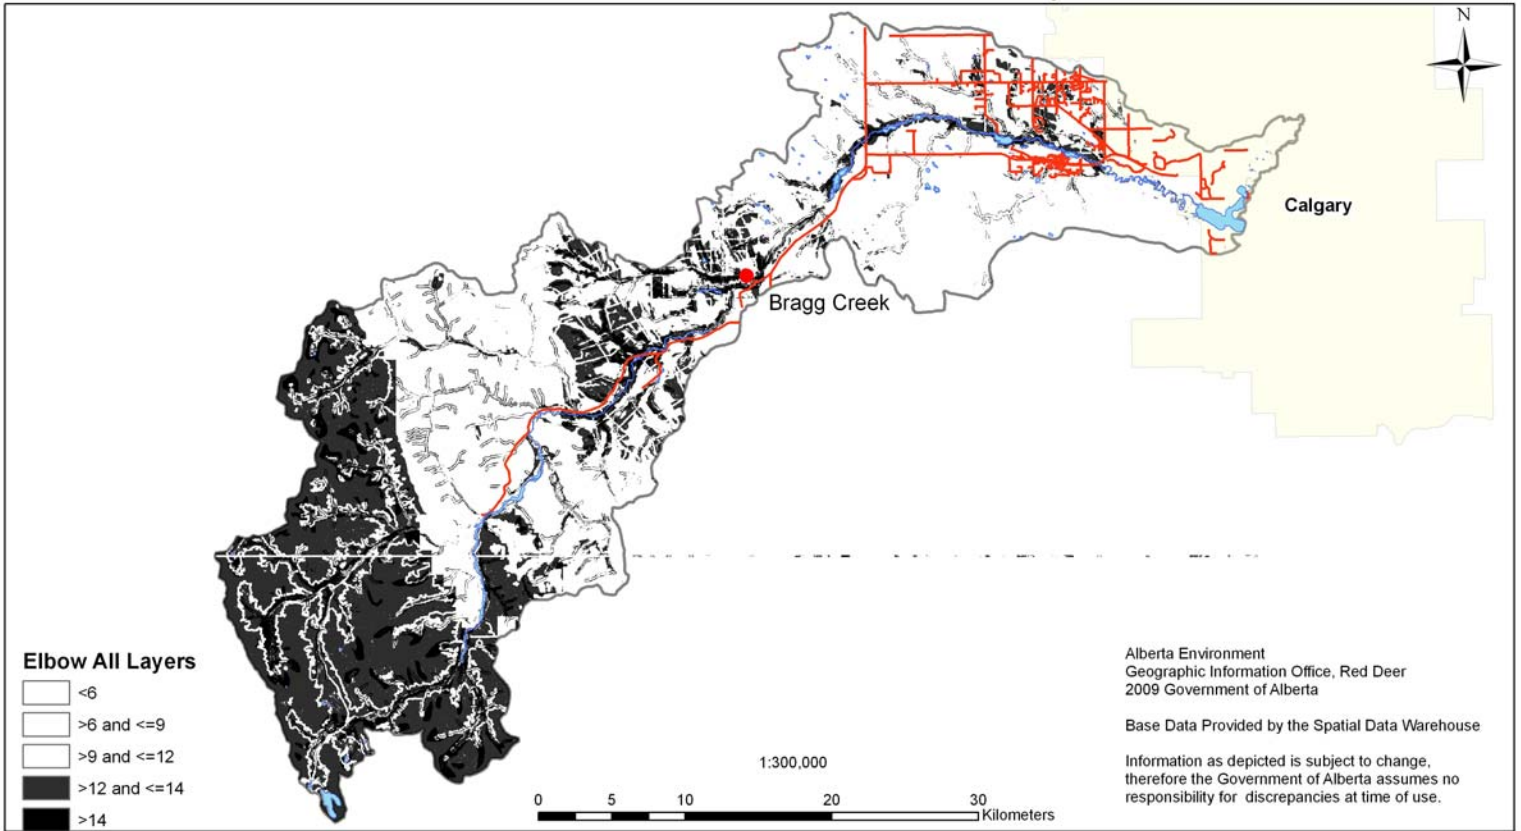 N
Calgary
Bragg Creek
Elbow All Layers
<6
>6 and <=9
>9 and <=12
>12 and <=14
>14
1:300,000
0 5 10 20 30
Kilometers
Alberta Environment
Geographic Information Office, Red Deer
2009 Government of Alberta
Base Data Provided by the Spatial Data Warehouse
Information as depicted is subject to change,
therefore the Government of Alberta assumes no
responsibility for discrepancies at time of use.